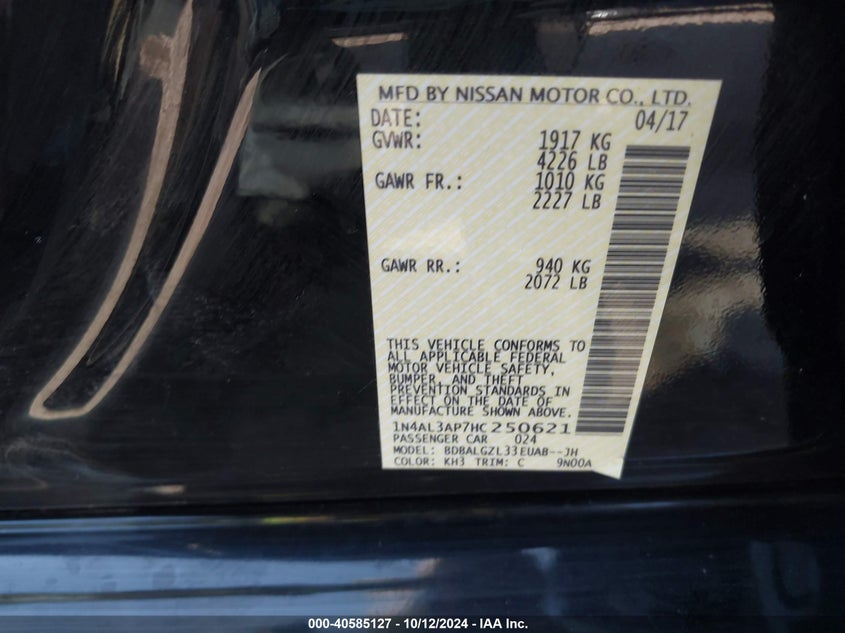 MFD BY NISSAN MOTOR CO., LTD.
DATE: 04/17
GVWR: 1917 KG
4226 LB
GAWR FR.: 1010 KG
2227 LB
GAWR RR.: 940 KG
2072 LB
THIS VEHICLE CONFORMS TO
ALL APPLICABLE FEDERAL
MOTOR VEHICLE SAFETY,
BUMPER, AND THEFT
PREVENTION STANDARDS IN
EFFECT ON THE DATE OF
MANUFACTURE SHOWN ABOVE.
1N4AL3AP7HC250621
PASSENGER CAR 024
MODEL: BDBALGZL33EUAB--JH
COLOR: KH3 TRIM: C 9N00A
000-40585127 - 10/12/2024 - IAA Inc.